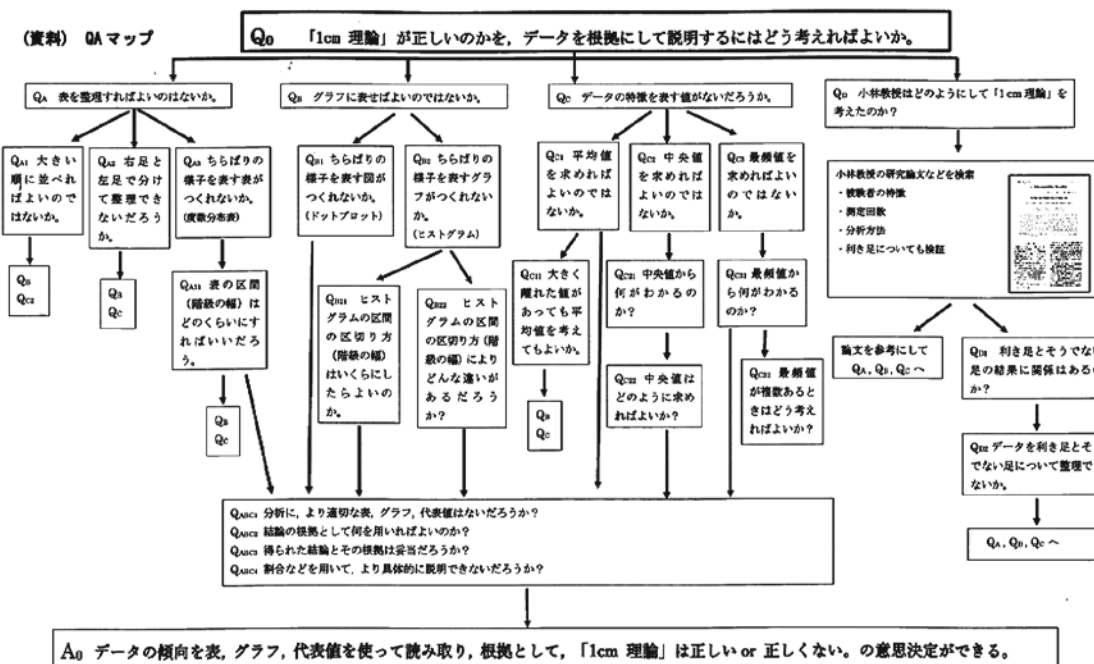 (資料) QAマップ
Q0 「1cm 理論」が正しいのかを,データを根拠にして説明するにはどう考えればよいか。
QA 表を整理すればよいのはないか。
QB グラフに表せばよいのではないか。
QC データの特徴を表す値がないだろうか。
QD 小林教授はどのようにして「1cm 理論」を
考えたのか?
QA1 大きい
順に並べれ
ばよいので
はないか。
QA2 右足と
左足で分け
て整理でき
ないだろう
か。
QA3 ちらばりの
様子を表す表が
つくれないか。
(度数分布表)
QB1 ちらばりの
様子を表す図が
つくれないか。
(ドットプロット)
QB2 ちらばりの
様子を表すグラ
フがつくれない
か。
(ヒストグラム)
QC1 平均値
を求めれば
よいのでは
ないか。
QC2 中央値
を求めれば
よいのでは
ないか。
QC3 最頻値を
求めればよい
のではない
か。
小林教授の研究論文などを検索
・被験者の特徴
・測定回数
・分析方法
・利き足についても検証
QB
QC2
QB
QC
QA31 表の区間
(階級の幅)は
どのくらいにす
ればいいだろ
う。
QB
QC
QB21 ヒスト
グラムの区間
の区切り方
(階級の幅)
はいくらにし
たらよいの
か。
QB22 ヒスト
グラムの区間
の区切り方(階
級の幅)により
どんな違いが
あるだろう
か?
QC11 大きく
離れた値が
あっても平
均値を考え
てもよいか。
QB
QC
QC21 中央値から
何がわかるの
か?
QC22 中央値は
どのように求め
ればよいか?
QC31 最頻値か
ら何がわかる
のか?
QC32 最頻値
が複数あると
きはどう考え
ればよいか?
論文を参考にして
QA, QB, QC へ
QD1 利き足とそうでない
足の結果に関係はあるの
か?
QD2 データを利き足とそ
でない足について整理で
ないか。
QA, QB, QC へ
QABC1 分析に,より適切な表,グラフ,代表値はないだろうか?
QABC2 結論の根拠として何を用いればよいのか?
QABC3 得られた結論とその根拠は妥当だろうか?
QABC4 割合などを用いて,より具体的に説明できないだろうか?
A0 データの傾向を表,グラフ,代表値を使って読み取り,根拠として,「1cm 理論」は正しい or 正しくない。の意思決定ができる。